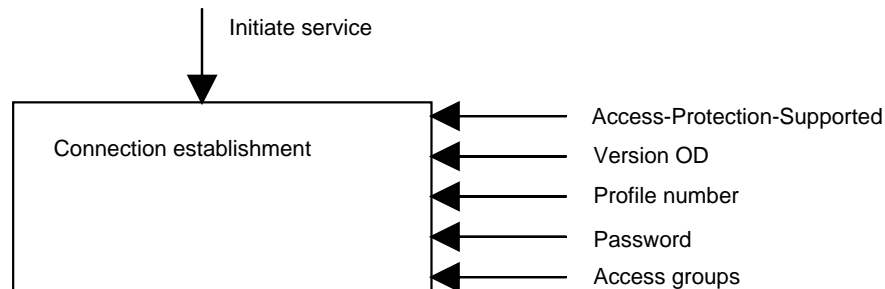 Initiate service
Access-Protection-Supported
Connection establishment
Version OD
Profile number
Password
Access groups